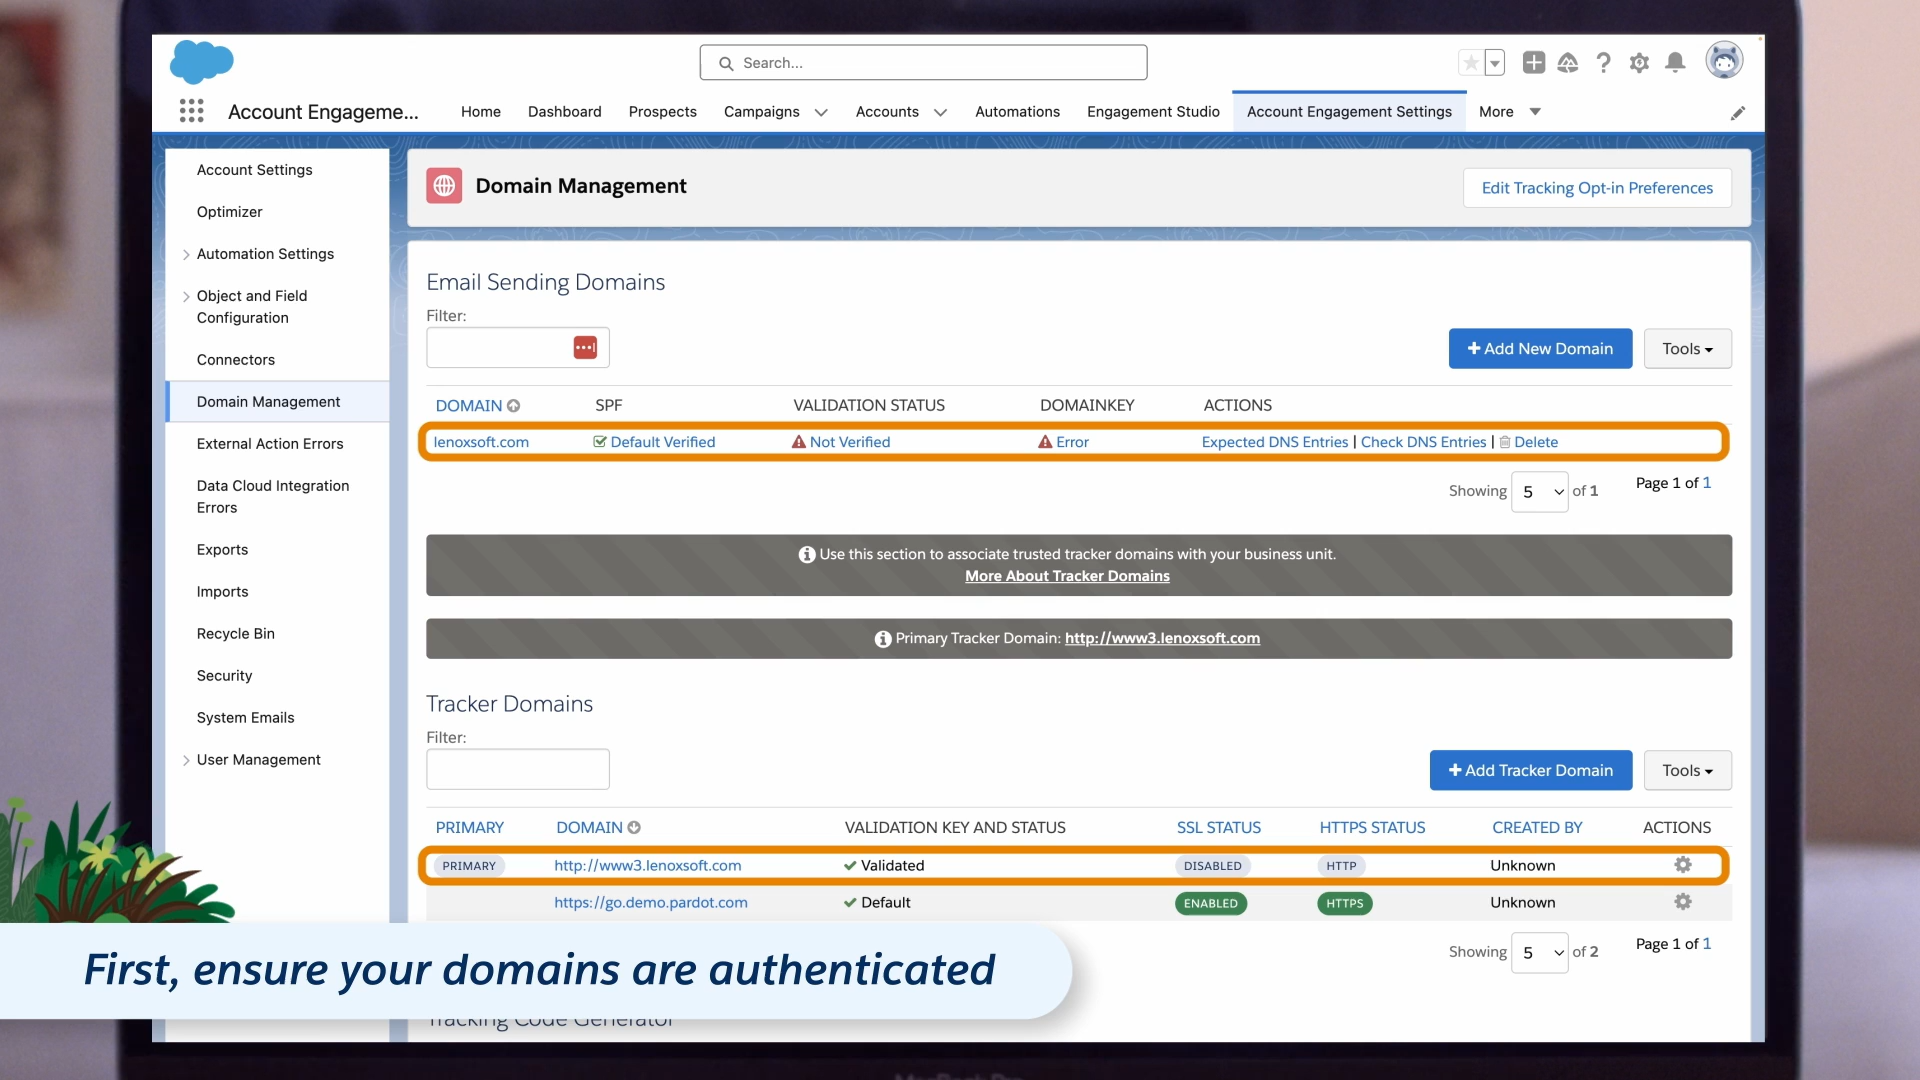 Search...
Account Engageme...
Home Dashboard Prospects Campaigns Accounts Automations Engagement Studio Account Engagement Settings More
Account Settings
Optimizer
Automation Settings
Object and Field
Configuration
Connectors
Domain Management
External Action Errors
Data Cloud Integration
Errors
Exports
Imports
Recycle Bin
Security
System Emails
User Management
Domain Management
Edit Tracking Opt-in Preferences
Email Sending Domains
Filter:
+ Add New Domain Tools
DOMAIN SPF VALIDATION STATUS DOMAINKEY ACTIONS
lenoxsoft.com Default Verified Not Verified Error Expected DNS Entries | Check DNS Entries | Delete
Showing 5 of 1 Page 1 of 1
Use this section to associate trusted tracker domains with your business unit.
More About Tracker Domains
Primary Tracker Domain: http://www3.lenoxsoft.com
Tracker Domains
Filter:
+ Add Tracker Domain Tools
PRIMARY DOMAIN VALIDATION KEY AND STATUS SSL STATUS HTTPS STATUS CREATED BY ACTIONS
PRIMARY http://www3.lenoxsoft.com Validated DISABLED HTTP Unknown
https://go.demo.pardot.com Default ENABLED HTTPS Unknown
Showing 5 of 2 Page 1 of 1
First, ensure your domains are authenticated
Tracking Code Generator